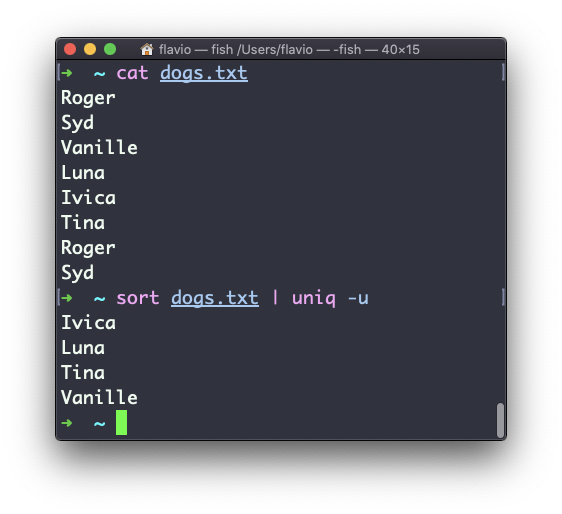 flavio — fish /Users/flavio — -fish — 40×15
➜ ~ cat dogs.txt
Roger
Syd
Vanille
Luna
Ivica
Tina
Roger
Syd
➜ ~ sort dogs.txt | uniq -u
Ivica
Luna
Tina
Vanille
➜ ~